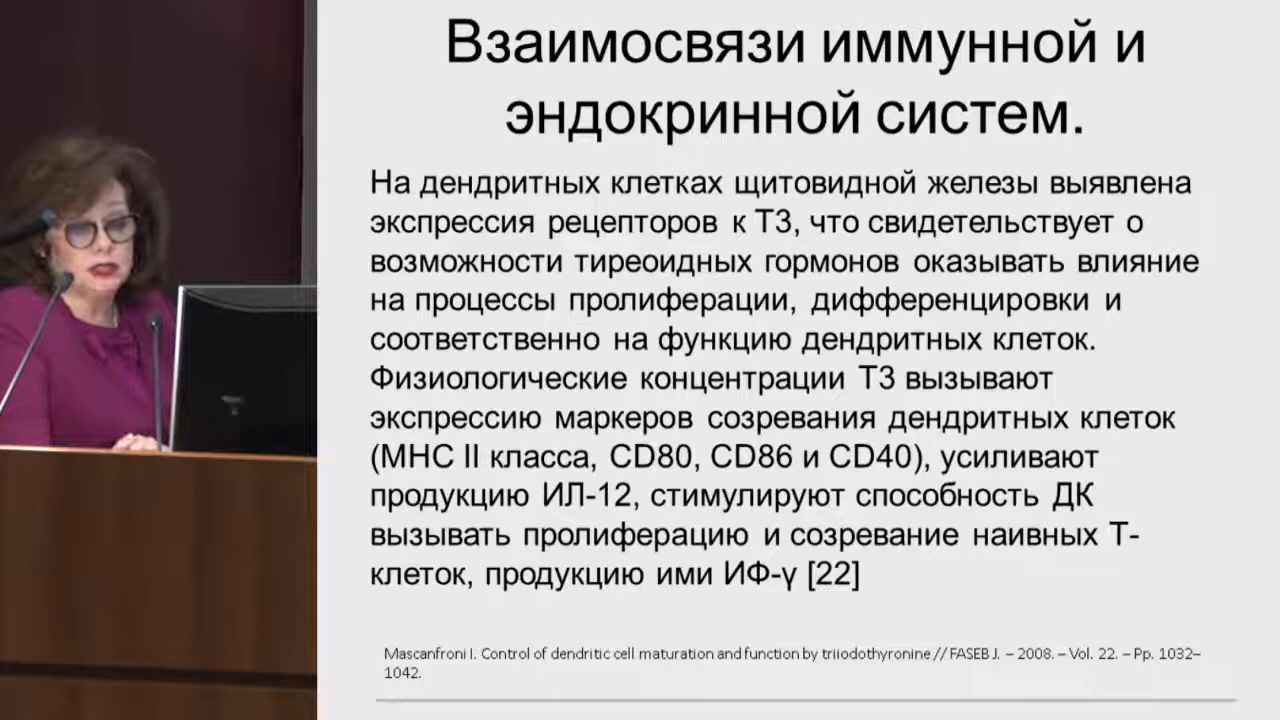 Взаимосвязи иммунной и
эндокринной систем.
На дендритных клетках щитовидной железы выявлена
экспрессия рецепторов к Т3, что свидетельствует о
возможности тиреоидных гормонов оказывать влияние
на процессы пролиферации, дифференцировки и
соответственно на функцию дендритных клеток.
Физиологические концентрации Т3 вызывают
экспрессию маркеров созревания дендритных клеток
(МНС II класса, CD80, CD86 и CD40), усиливают
продукцию ИЛ-12, стимулируют способность ДК
вызывать пролиферацию и созревание наивных Т-
клеток, продукцию ими ИФ-γ [22]
Mascanfroni I. Control of dendritic cell maturation and function by triiodothyronine // FASEB J. – 2008. – Vol. 22. – Pp. 1032–
1042.